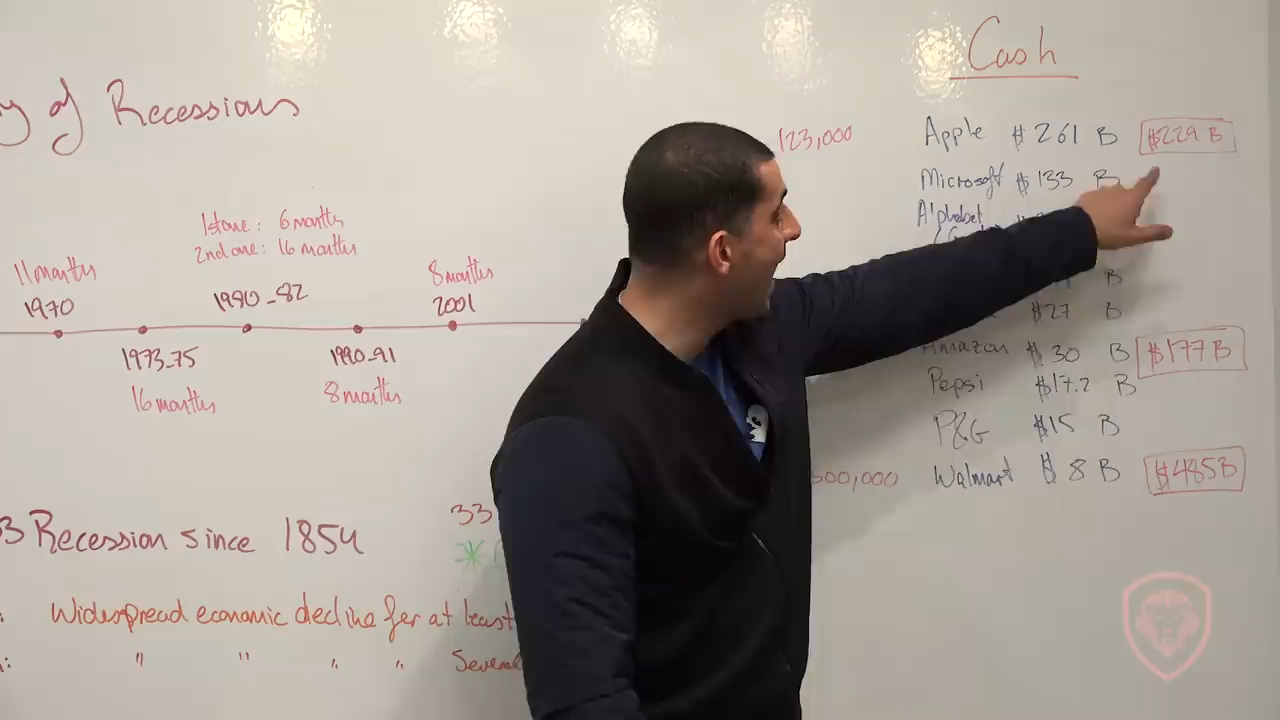 y of Recessions
1st one: 6 months
2nd one: 16 months
11 months
1970
1980-82
8 months
2001
1973-75
16 months
1990-91
8 months
3 Recession since 1854
33
Widespread economic decline for at least
" " " " Several
Cash
123,000 Apple $261 B $229 B
Microsoft $133 B
Alphabet
B
$27 B
Amazon $30 B $177 B
Pepsi $17.2 B
P&G $15 B
500,000 Walmart $8 B $485 B